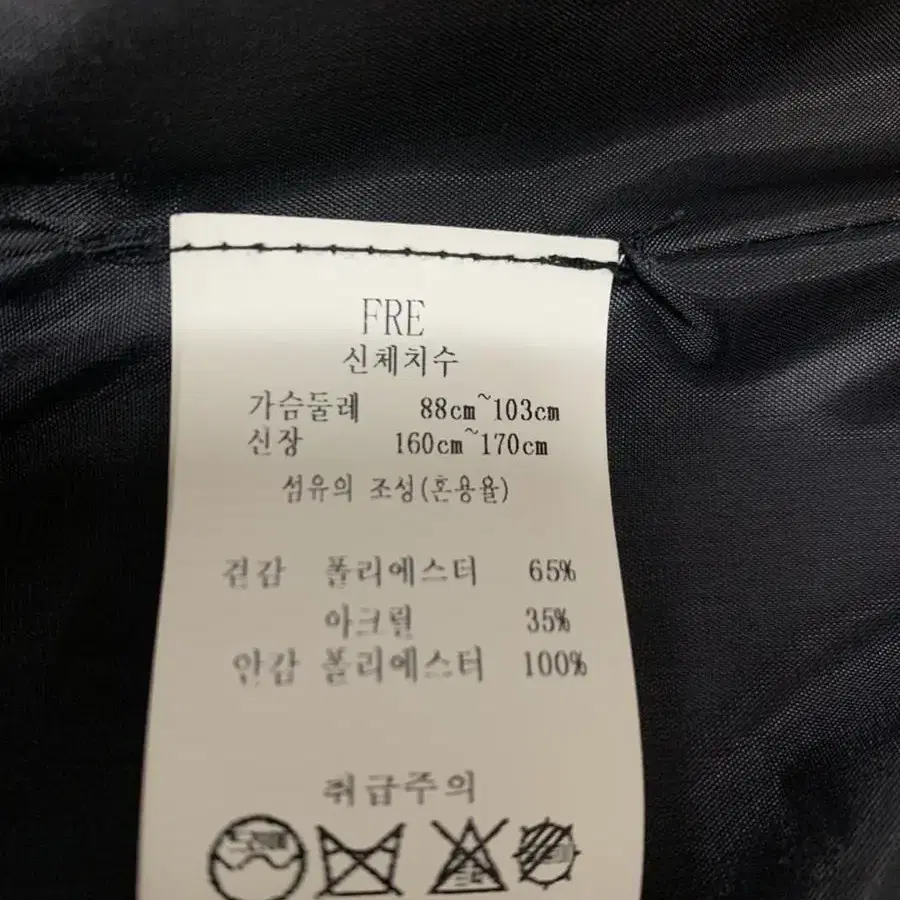 FRE
신체치수
가슴둘레 88cm~103cm
신장 160cm~170cm
섬유의 조성(혼용율)
겉감 폴리에스터 65%
아크릴 35%
안감 폴리에스터 100%
취급주의